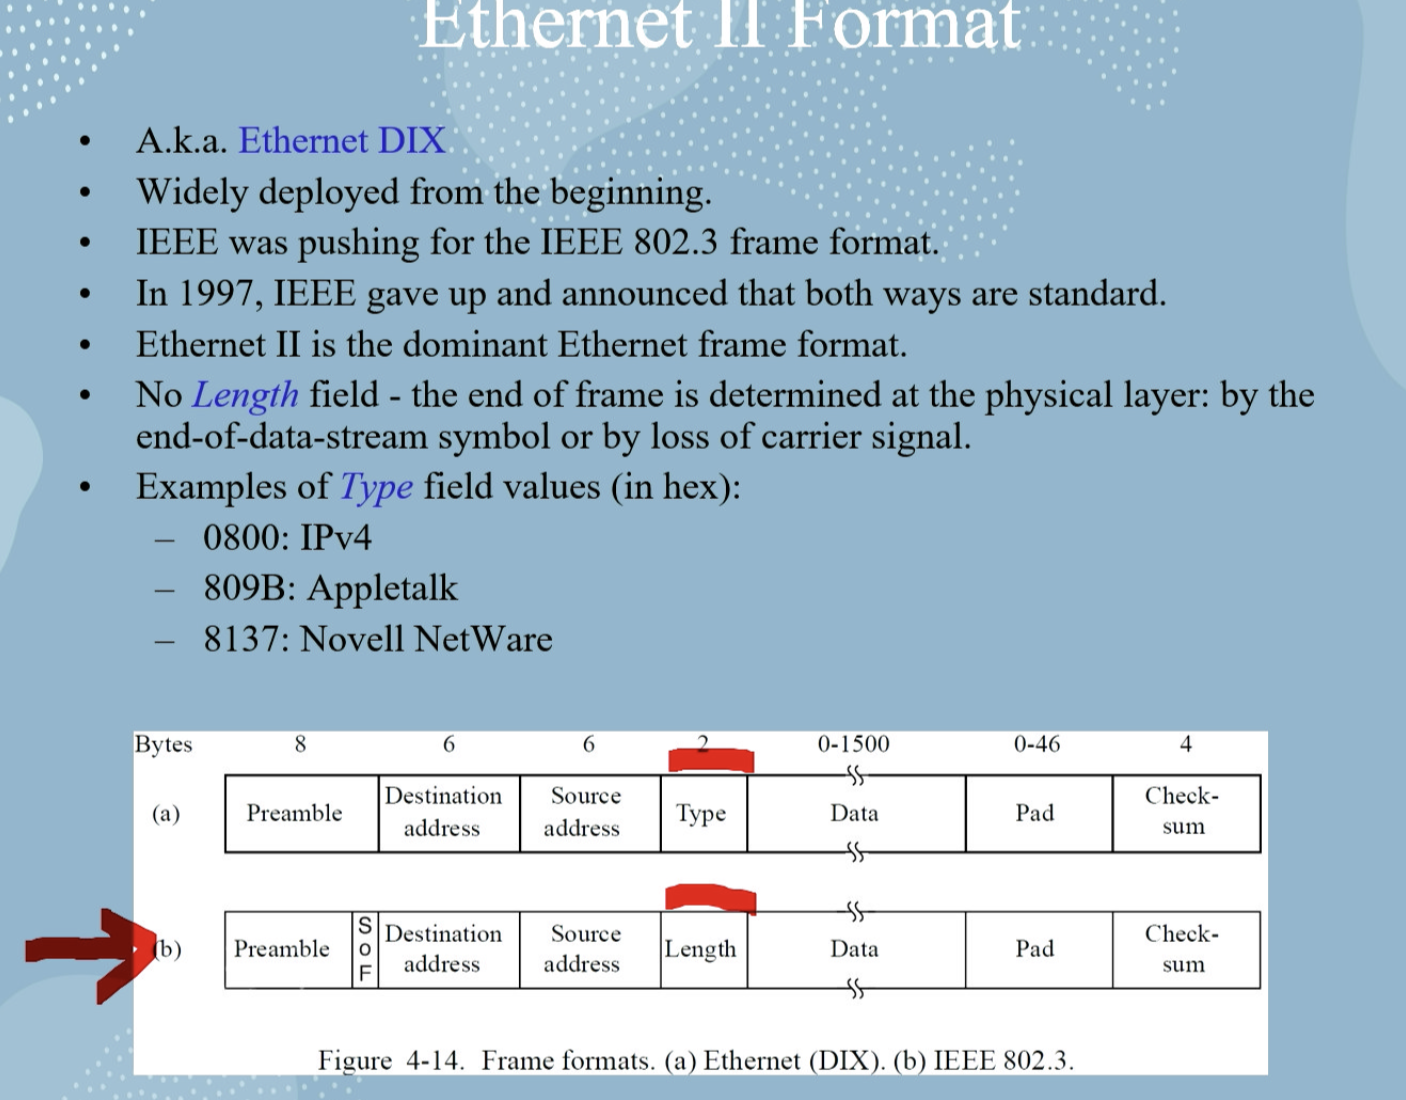 Ethernet II Format
• A.k.a. Ethernet DIX
• Widely deployed from the beginning.
• IEEE was pushing for the IEEE 802.3 frame format.
• In 1997, IEEE gave up and announced that both ways are standard.
• Ethernet II is the dominant Ethernet frame format.
• No Length field - the end of frame is determined at the physical layer: by the
end-of-data-stream symbol or by loss of carrier signal.
• Examples of Type field values (in hex):
– 0800: IPv4
– 809B: Appletalk
– 8137: Novell NetWare
Bytes 8 6 6 2 0-1500 0-46 4
(a) Preamble Destination address Source address Type Data Pad Check-sum
(b) Preamble SOF Destination address Source address Length Data Pad Check-sum
Figure 4-14. Frame formats. (a) Ethernet (DIX). (b) IEEE 802.3.